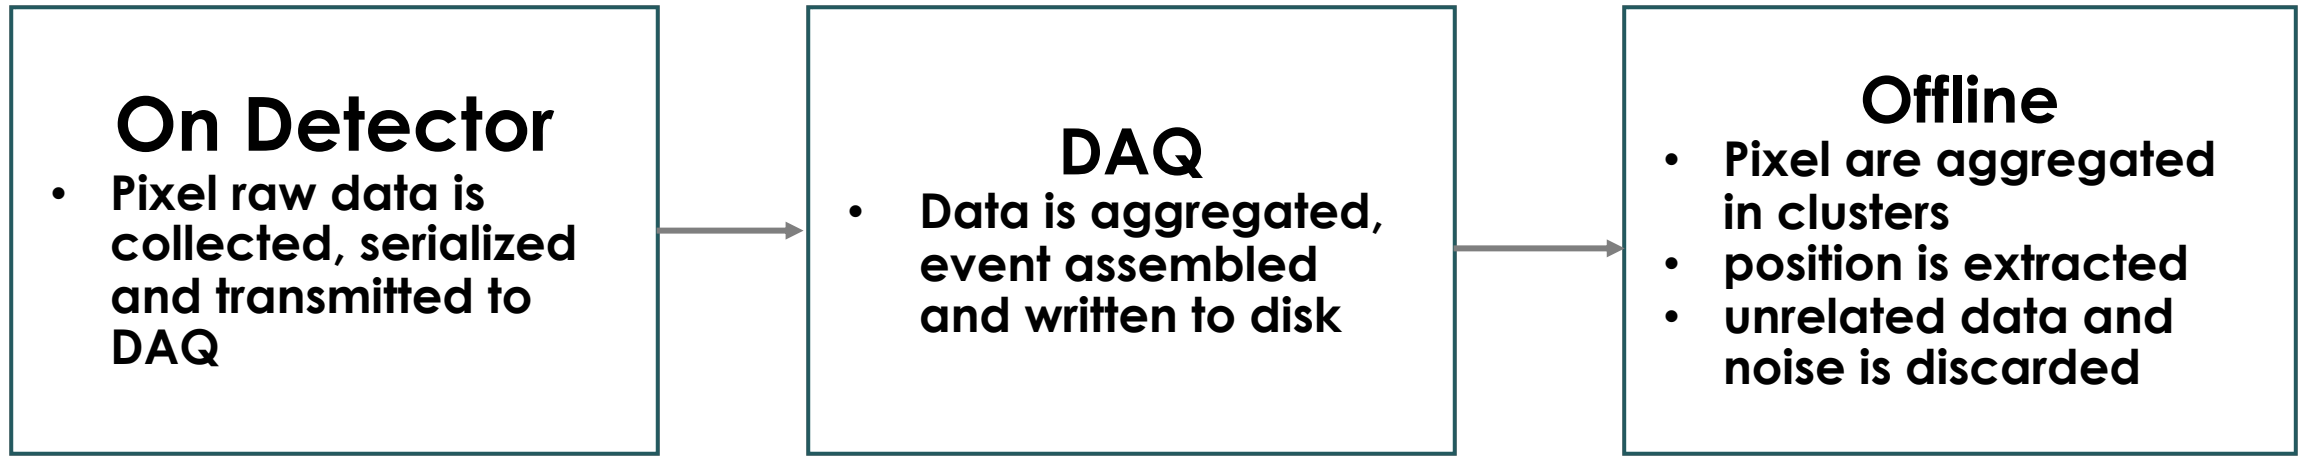 On Detector
• Pixel raw data is
collected, serialized
and transmitted to
DAQ
DAQ
• Data is aggregated,
event assembled
and written to disk
Offline
• Pixel are aggregated
in clusters
• position is extracted
• unrelated data and
noise is discarded